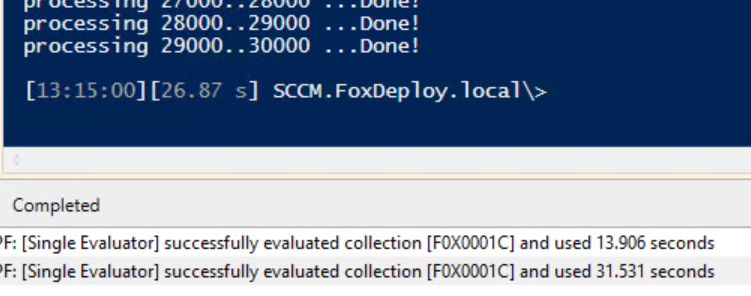 processing 27000..28000 ...Done!
processing 28000..29000 ...Done!
processing 29000..30000 ...Done!
[13:15:00][26.87 s] SCCM.FoxDeploy.local\>
Completed
PF: [Single Evaluator] successfully evaluated collection [F0X0001C] and used 13.906 seconds
PF: [Single Evaluator] successfully evaluated collection [F0X0001C] and used 31.531 seconds